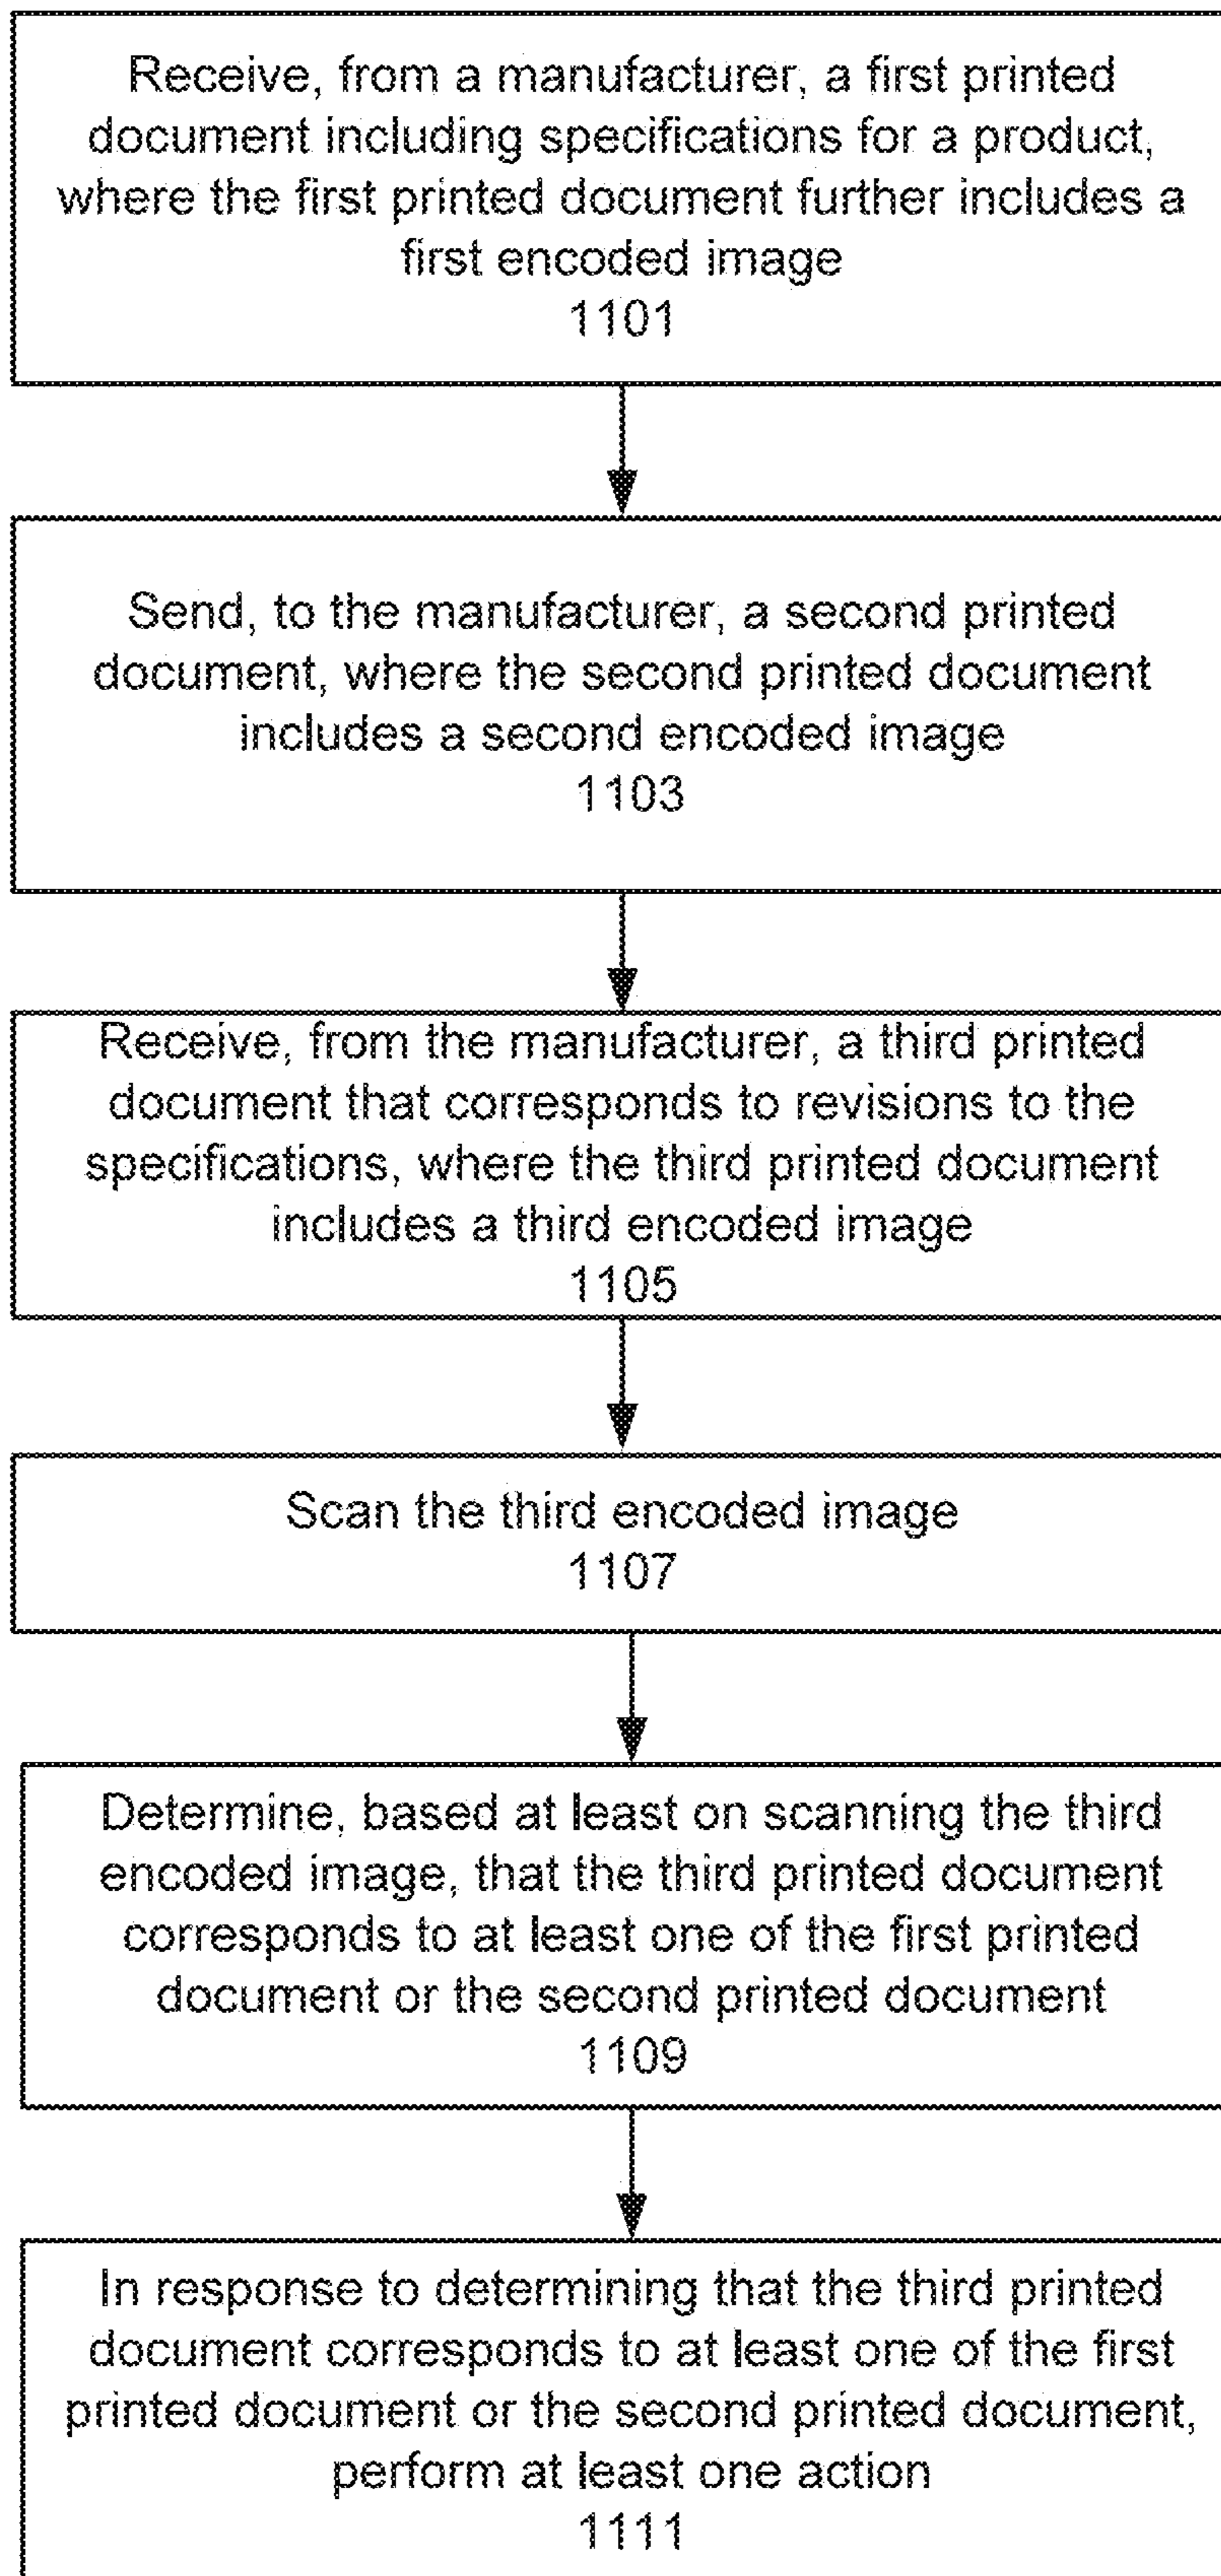 Receive, from a manufacturer, a first printed
document including specifications for a product,
where the first printed document further includes a
first encoded image
1101
Send, to the manufacturer, a second printed
document, where the second printed document
includes a second encoded image
1103
Receive, from the manufacturer, a third printed
document that corresponds to revisions to the
specifications, where the third printed document
includes a third encoded image
1105
Scan the third encoded image
1107
Determine, based at least on scanning the third
encoded image, that the third printed document
corresponds to at least one of the first printed
document or the second printed document
1109
In response to determining that the third printed
document corresponds to at least one of the first
printed document or the second printed document,
perform at least one action
1111